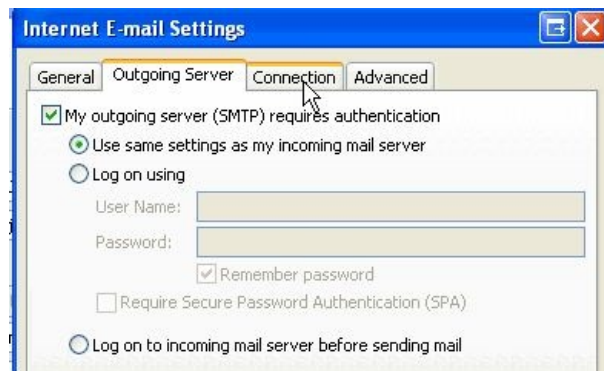 Internet E-mail Settings
General Outgoing Server Connection Advanced
My outgoing server (SMTP) requires authentication
Use same settings as my incoming mail server
Log on using
User Name:
Password:
Remember password
Require Secure Password Authentication (SPA)
Log on to incoming mail server before sending mail